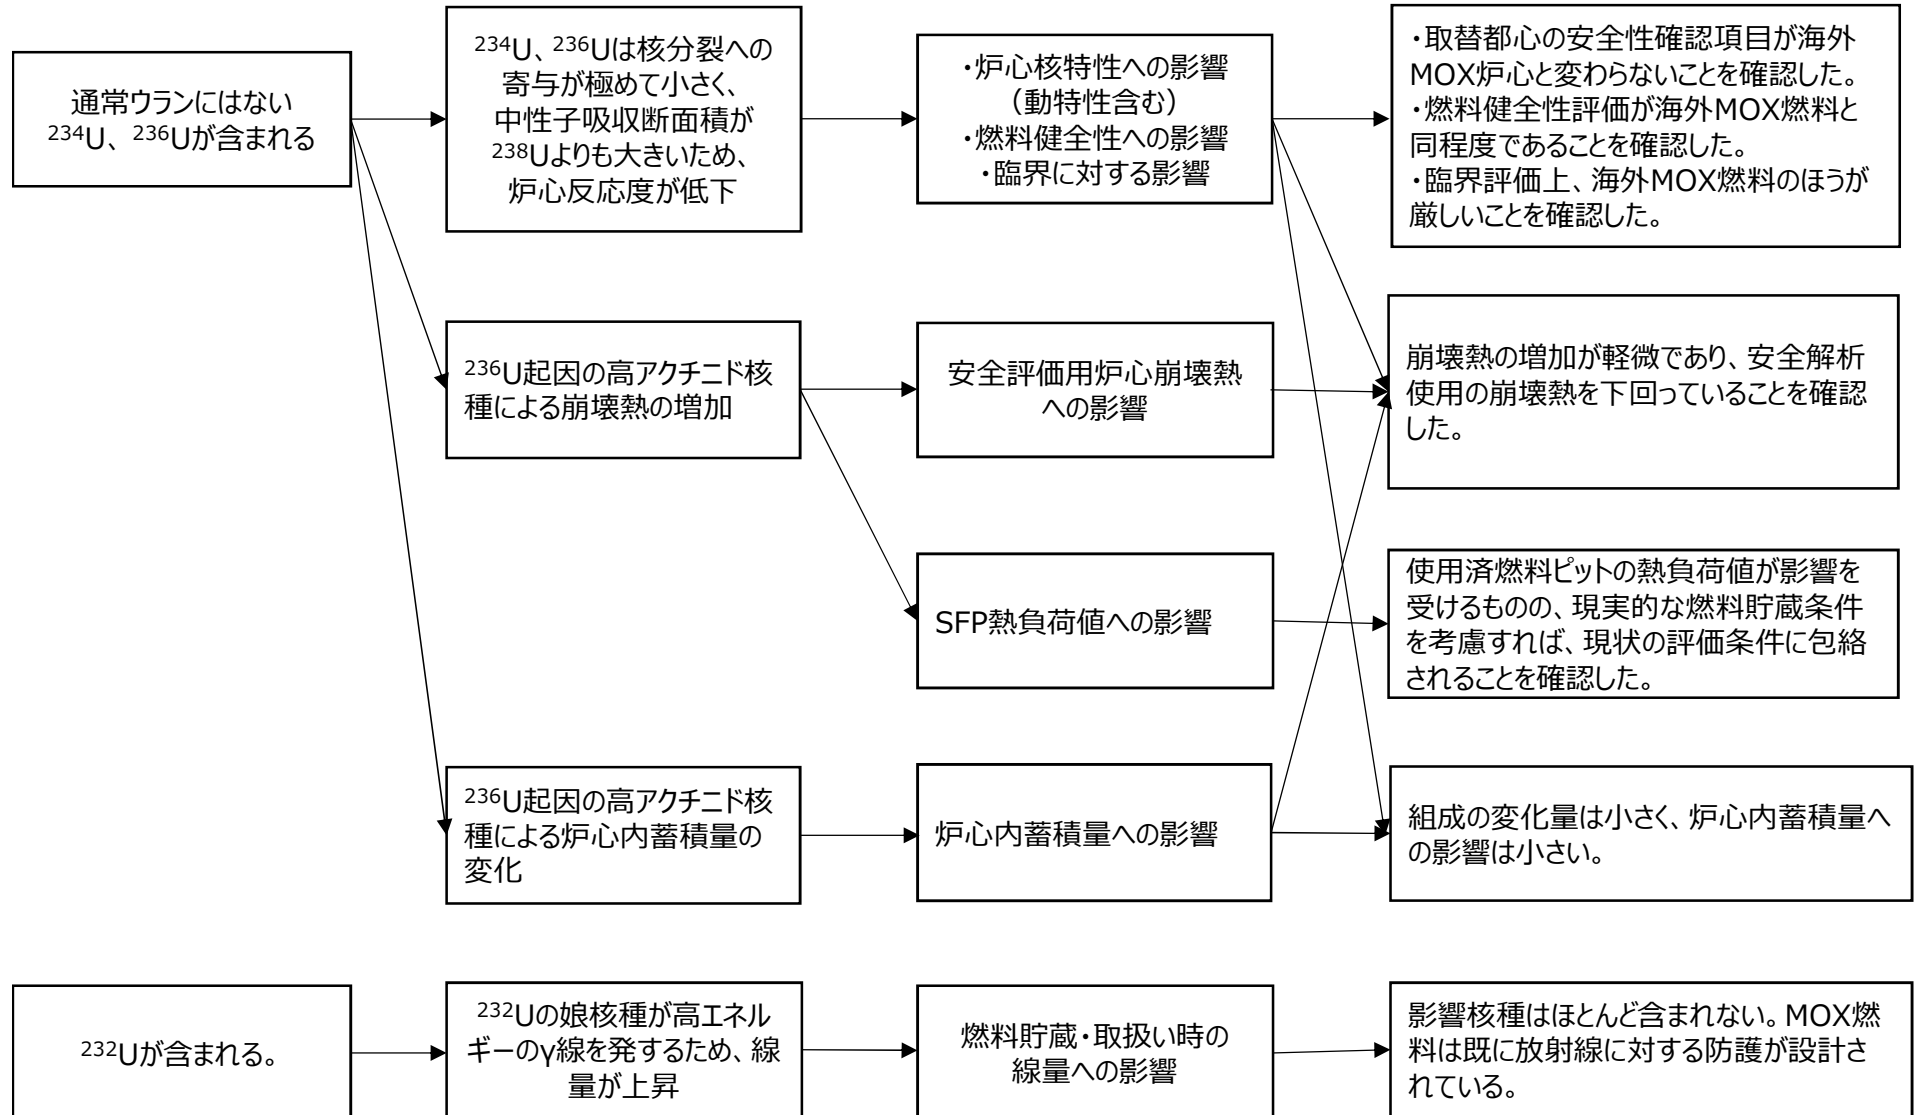 通常ウランにはない
²³⁴U、²³⁶Uが含まれる
²³⁴U、²³⁶Uは核分裂への
寄与が極めて小さく、
中性子吸収断面積が
²³⁸Uよりも大きいため、
炉心反応度が低下
・炉心核特性への影響
（動特性含む）
・燃料健全性への影響
・臨界に対する影響
・取替都心の安全性確認項目が海外
MOX炉心と変わらないことを確認した。
・燃料健全性評価が海外MOX燃料と
同程度であることを確認した。
・臨界評価上、海外MOX燃料のほうが
厳しいことを確認した。
²³⁶U起因の高アクチニド核
種による崩壊熱の増加
安全評価用炉心崩壊熱
への影響
崩壊熱の増加が軽微であり、安全解析
使用の崩壊熱を下回っていることを確認
した。
SFP熱負荷値への影響
使用済燃料ピットの熱負荷値が影響を
受けるものの、現実的な燃料貯蔵条件
を考慮すれば、現状の評価条件に包絡
されることを確認した。
²³⁶U起因の高アクチニド核
種による炉心内蓄積量の
変化
炉心内蓄積量への影響
組成の変化量は小さく、炉心内蓄積量へ
の影響は小さい。
²³²Uが含まれる。
²³²Uの娘核種が高エネル
ギーのγ線を発するため、線
量が上昇
燃料貯蔵・取扱い時の
線量への影響
影響核種はほとんど含まれない。MOX燃
料は既に放射線に対する防護が設計さ
れている。